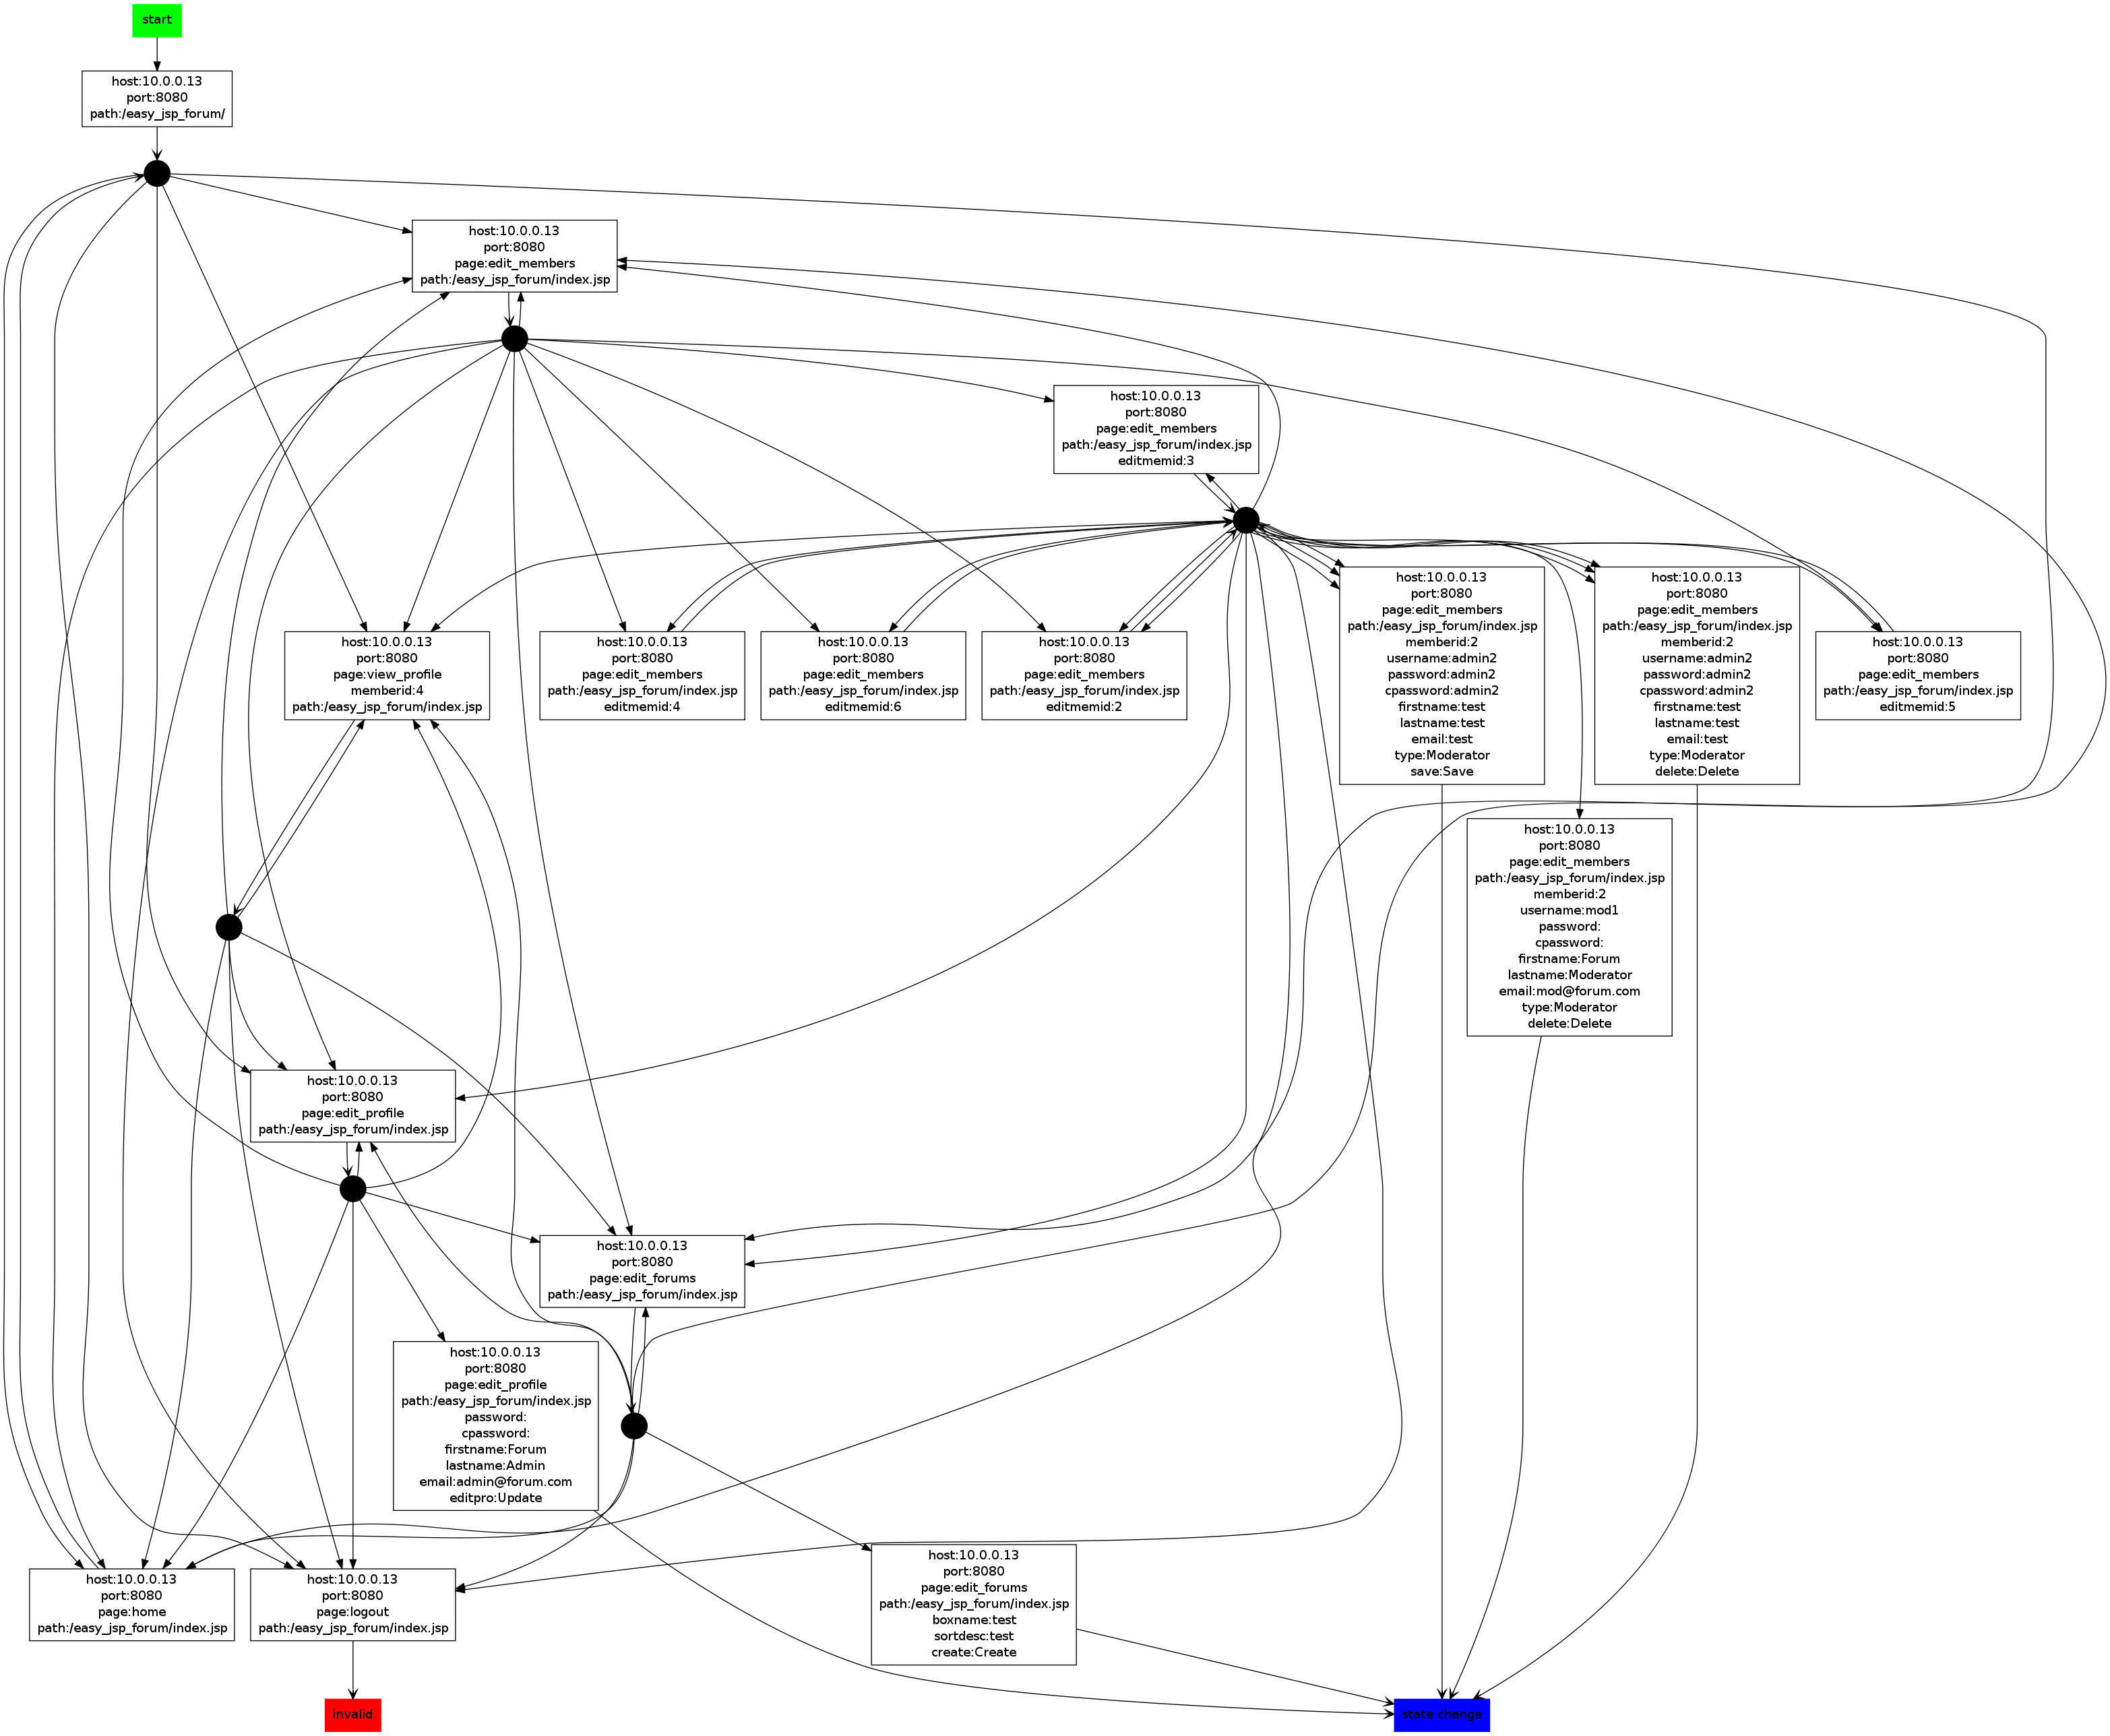 start
host:10.0.0.13
port:8080
path:/easy_jsp_forum/
host:10.0.0.13
port:8080
page:edit_members
path:/easy_jsp_forum/index.jsp
host:10.0.0.13
port:8080
page:edit_members
path:/easy_jsp_forum/index.jsp
editmemid:3
host:10.0.0.13
port:8080
page:view_profile
memberid:4
path:/easy_jsp_forum/index.jsp
host:10.0.0.13
port:8080
page:edit_members
path:/easy_jsp_forum/index.jsp
editmemid:4
host:10.0.0.13
port:8080
page:edit_members
path:/easy_jsp_forum/index.jsp
editmemid:6
host:10.0.0.13
port:8080
page:edit_members
path:/easy_jsp_forum/index.jsp
editmemid:2
host:10.0.0.13
port:8080
page:edit_members
path:/easy_jsp_forum/index.jsp
memberid:2
username:admin2
password:admin2
cpassword:admin2
firstname:test
lastname:test
email:test
type:Moderator
save:Save
host:10.0.0.13
port:8080
page:edit_members
path:/easy_jsp_forum/index.jsp
memberid:2
username:admin2
password:admin2
cpassword:admin2
firstname:test
lastname:test
email:test
type:Moderator
delete:Delete
host:10.0.0.13
port:8080
page:edit_members
path:/easy_jsp_forum/index.jsp
editmemid:5
host:10.0.0.13
port:8080
page:edit_members
path:/easy_jsp_forum/index.jsp
memberid:2
username:mod1
password:
cpassword:
firstname:Forum
lastname:Moderator
email:mod@forum.com
type:Moderator
delete:Delete
host:10.0.0.13
port:8080
page:edit_profile
path:/easy_jsp_forum/index.jsp
host:10.0.0.13
port:8080
page:edit_forums
path:/easy_jsp_forum/index.jsp
host:10.0.0.13
port:8080
page:edit_profile
path:/easy_jsp_forum/index.jsp
password:
cpassword:
firstname:Forum
lastname:Admin
email:admin@forum.com
editpro:Update
host:10.0.0.13
port:8080
page:home
path:/easy_jsp_forum/index.jsp
host:10.0.0.13
port:8080
page:logout
path:/easy_jsp_forum/index.jsp
host:10.0.0.13
port:8080
page:edit_forums
path:/easy_jsp_forum/index.jsp
boxname:test
sortdesc:test
create:Create
invalid
state change